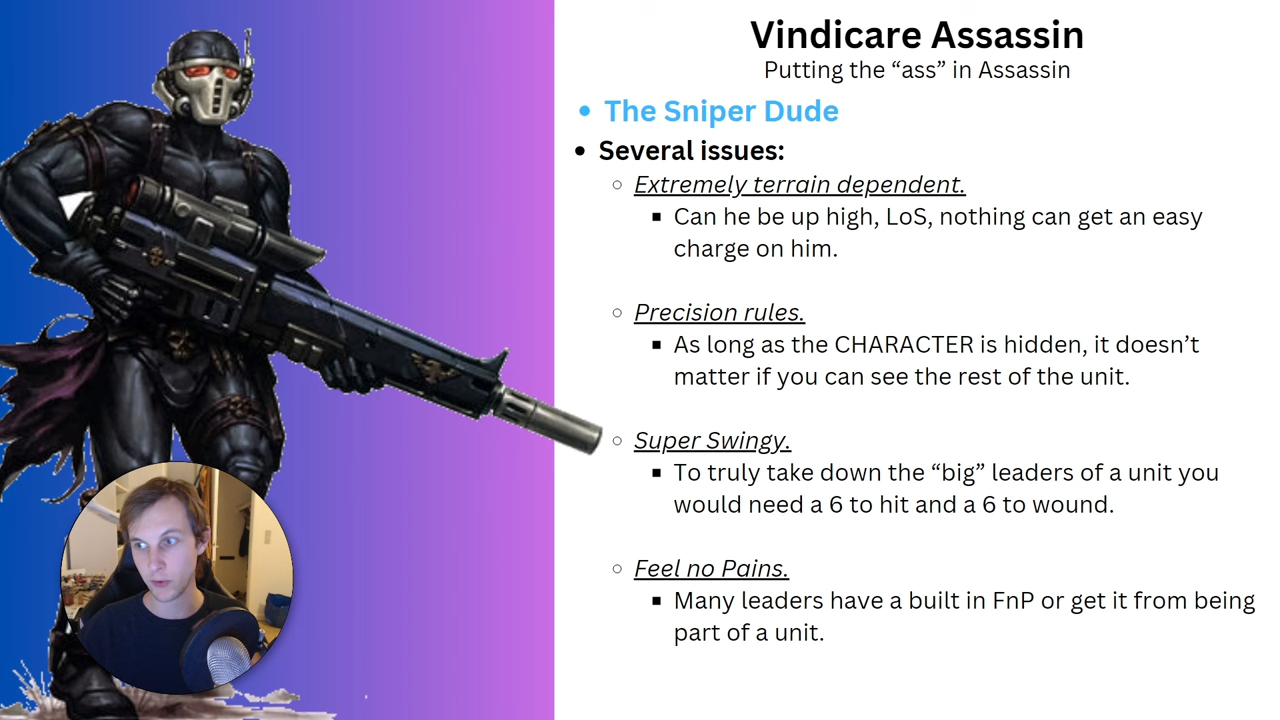 Vindicare Assassin
Putting the “ass” in Assassin
• The Sniper Dude
• Several issues:
○ Extremely terrain dependent.
▪ Can he be up high, LoS, nothing can get an easy
charge on him.
○ Precision rules.
▪ As long as the CHARACTER is hidden, it doesn’t
matter if you can see the rest of the unit.
○ Super Swingy.
▪ To truly take down the “big” leaders of a unit you
would need a 6 to hit and a 6 to wound.
○ Feel no Pains.
▪ Many leaders have a built in FnP or get it from being
part of a unit.